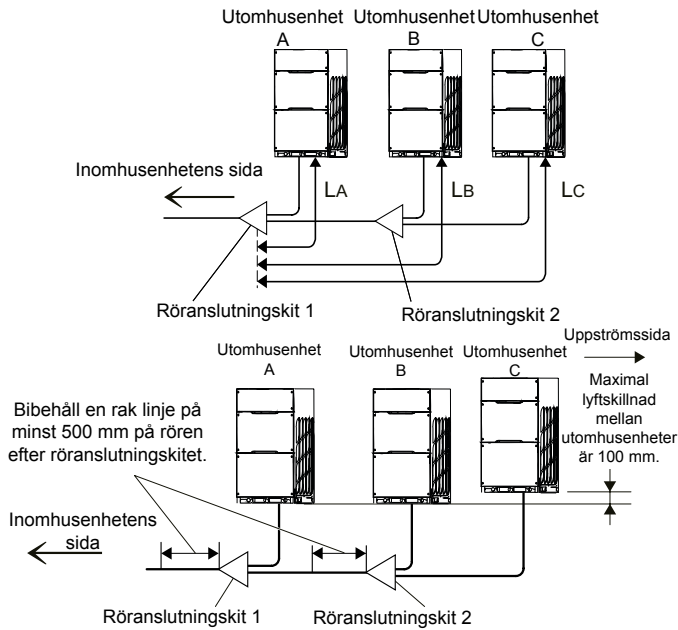 Utomhusenhet Utomhusenhet Utomhusenhet
A B C
Inomhusenhetens sida
LA LB LC
Röranslutningskit 1 Röranslutningskit 2
Uppströmssida
Utomhusenhet Utomhusenhet Utomhusenhet
A B C
Maximal
lyftskillnad
mellan
utomhusenheter
är 100 mm.
Bibehåll en rak linje på
minst 500 mm på rören
efter röranslutningskitet.
Inomhusenhetens
sida
Röranslutningskit 1 Röranslutningskit 2